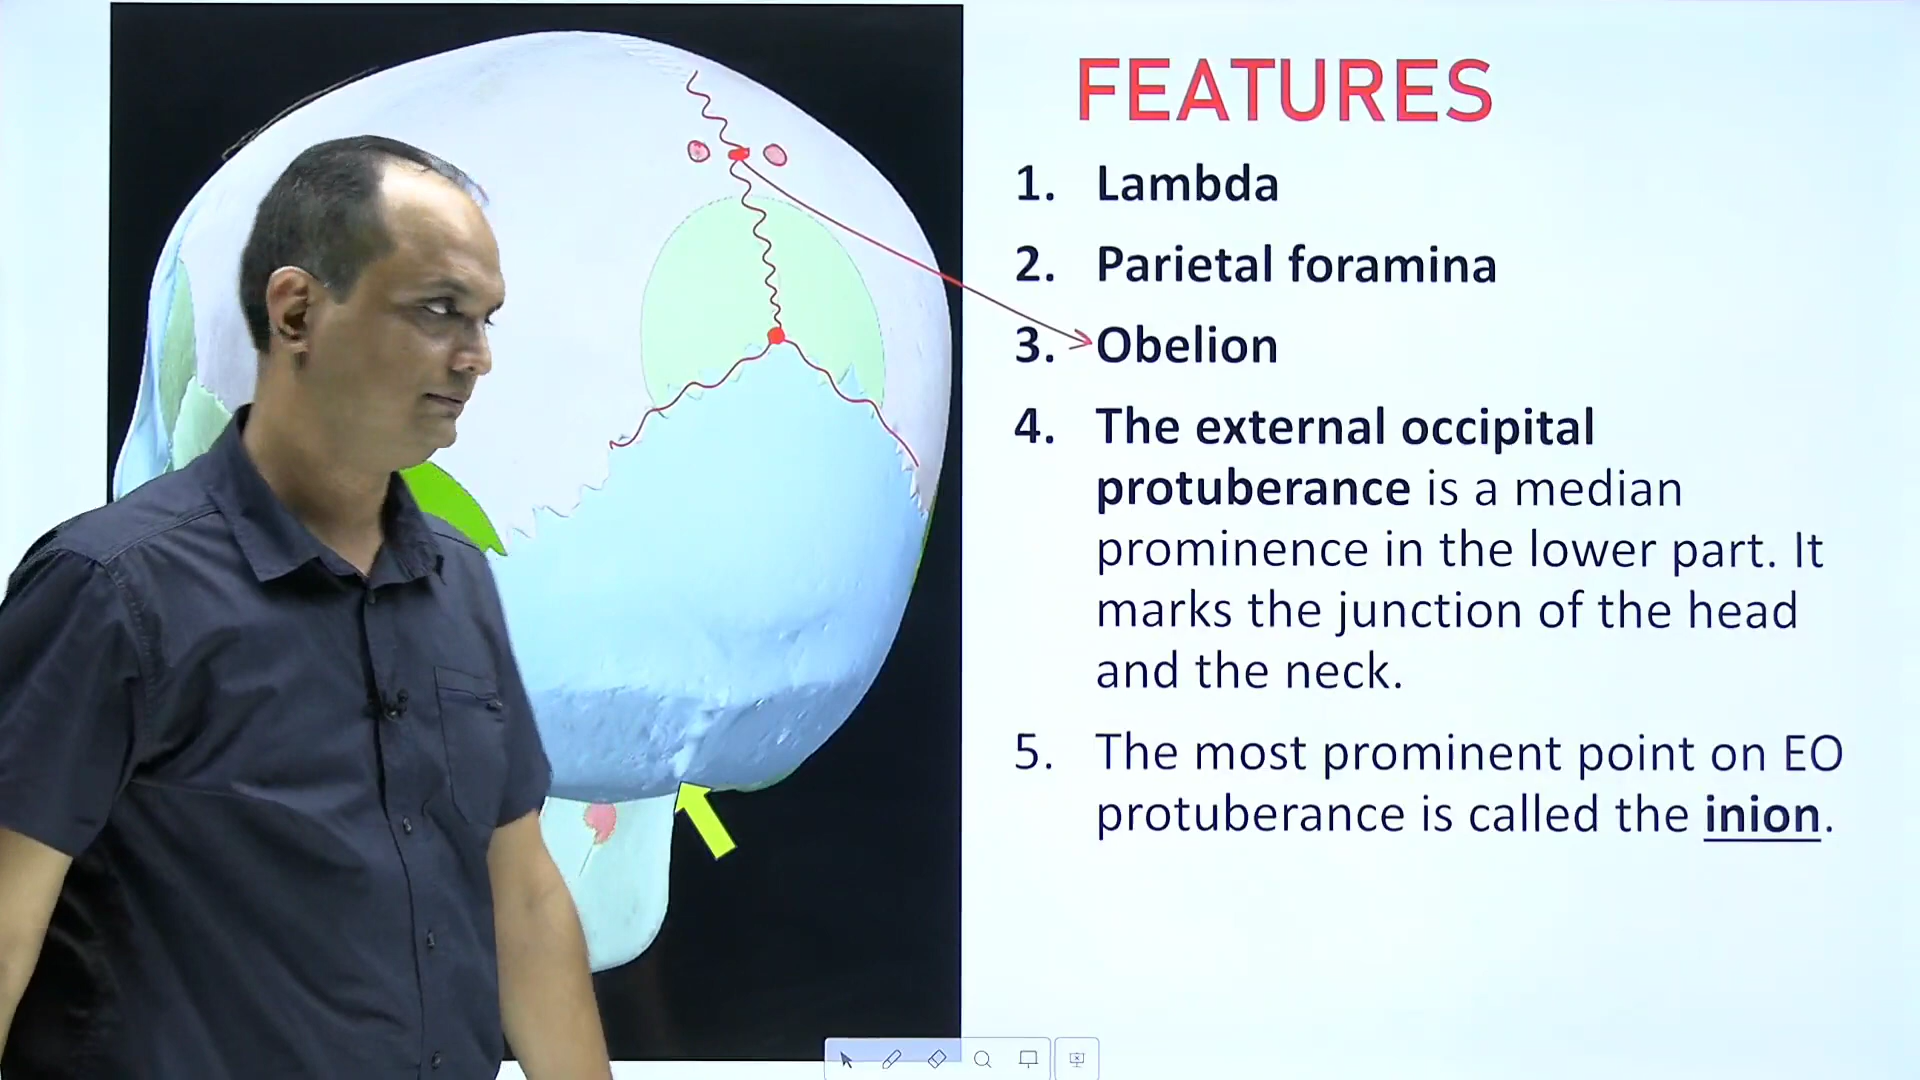 FEATURES
1. Lambda
2. Parietal foramina
3. Obelion
4. The external occipital
protuberance is a median
prominence in the lower part. It
marks the junction of the head
and the neck.
5. The most prominent point on EO
protuberance is called the inion.